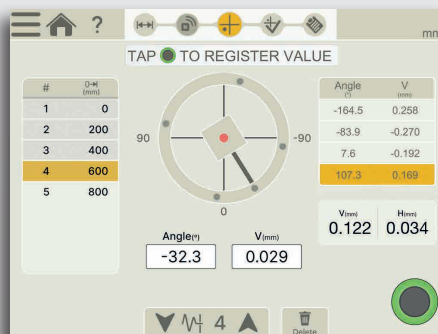 ?
mm
TAP TO REGISTER VALUE
# 0➔| (mm)
1 0
2 200
3 400
4 600
5 800
90 -90
0
Angle(°) V(mm)
-32.3 0.029
Angle (°) V (mm)
-164.5 0.258
-83.9 -0.270
7.6 -0.192
107.3 0.169
V(mm) H(mm)
0.122 0.034
4
Delete